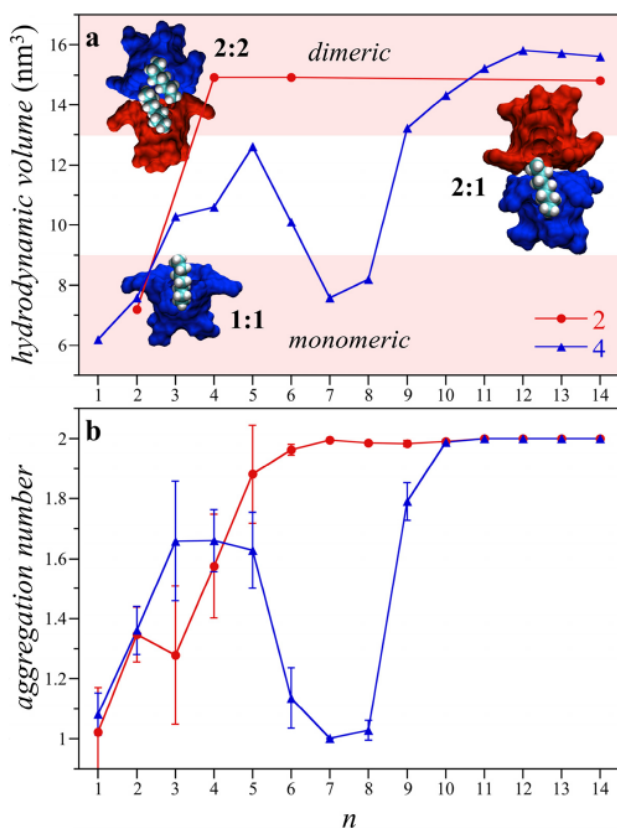 a
2:2
dimeric
2:1
1:1
monomeric
2
4
hydrodynamic volume (nm³)
16
14
12
10
8
6
1 2 3 4 5 6 7 8 9 10 11 12 13 14
b
aggregation number
2
1.8
1.6
1.4
1.2
1
1 2 3 4 5 6 7 8 9 10 11 12 13 14
n